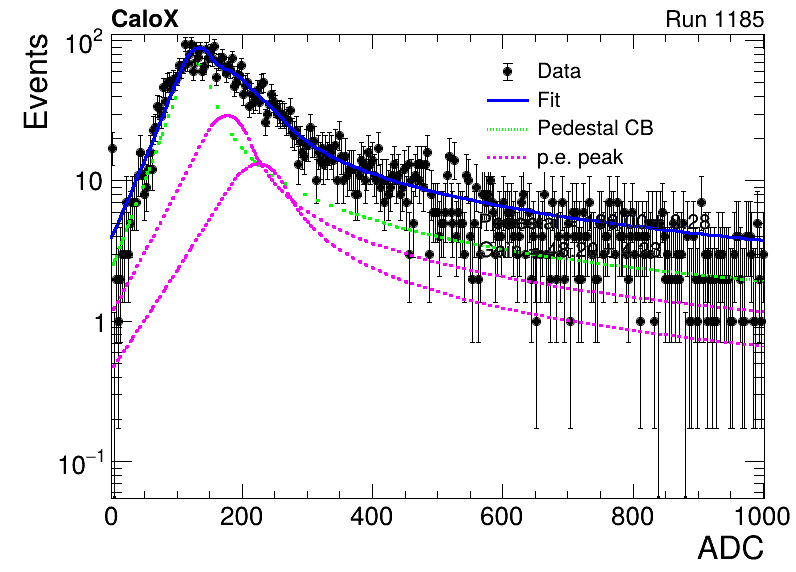 CaloX Run 1185
Events
10²
10
1
10⁻¹
Data
Fit
Pedestal CB
p.e. peak
0 200 400 600 800 1000
ADC